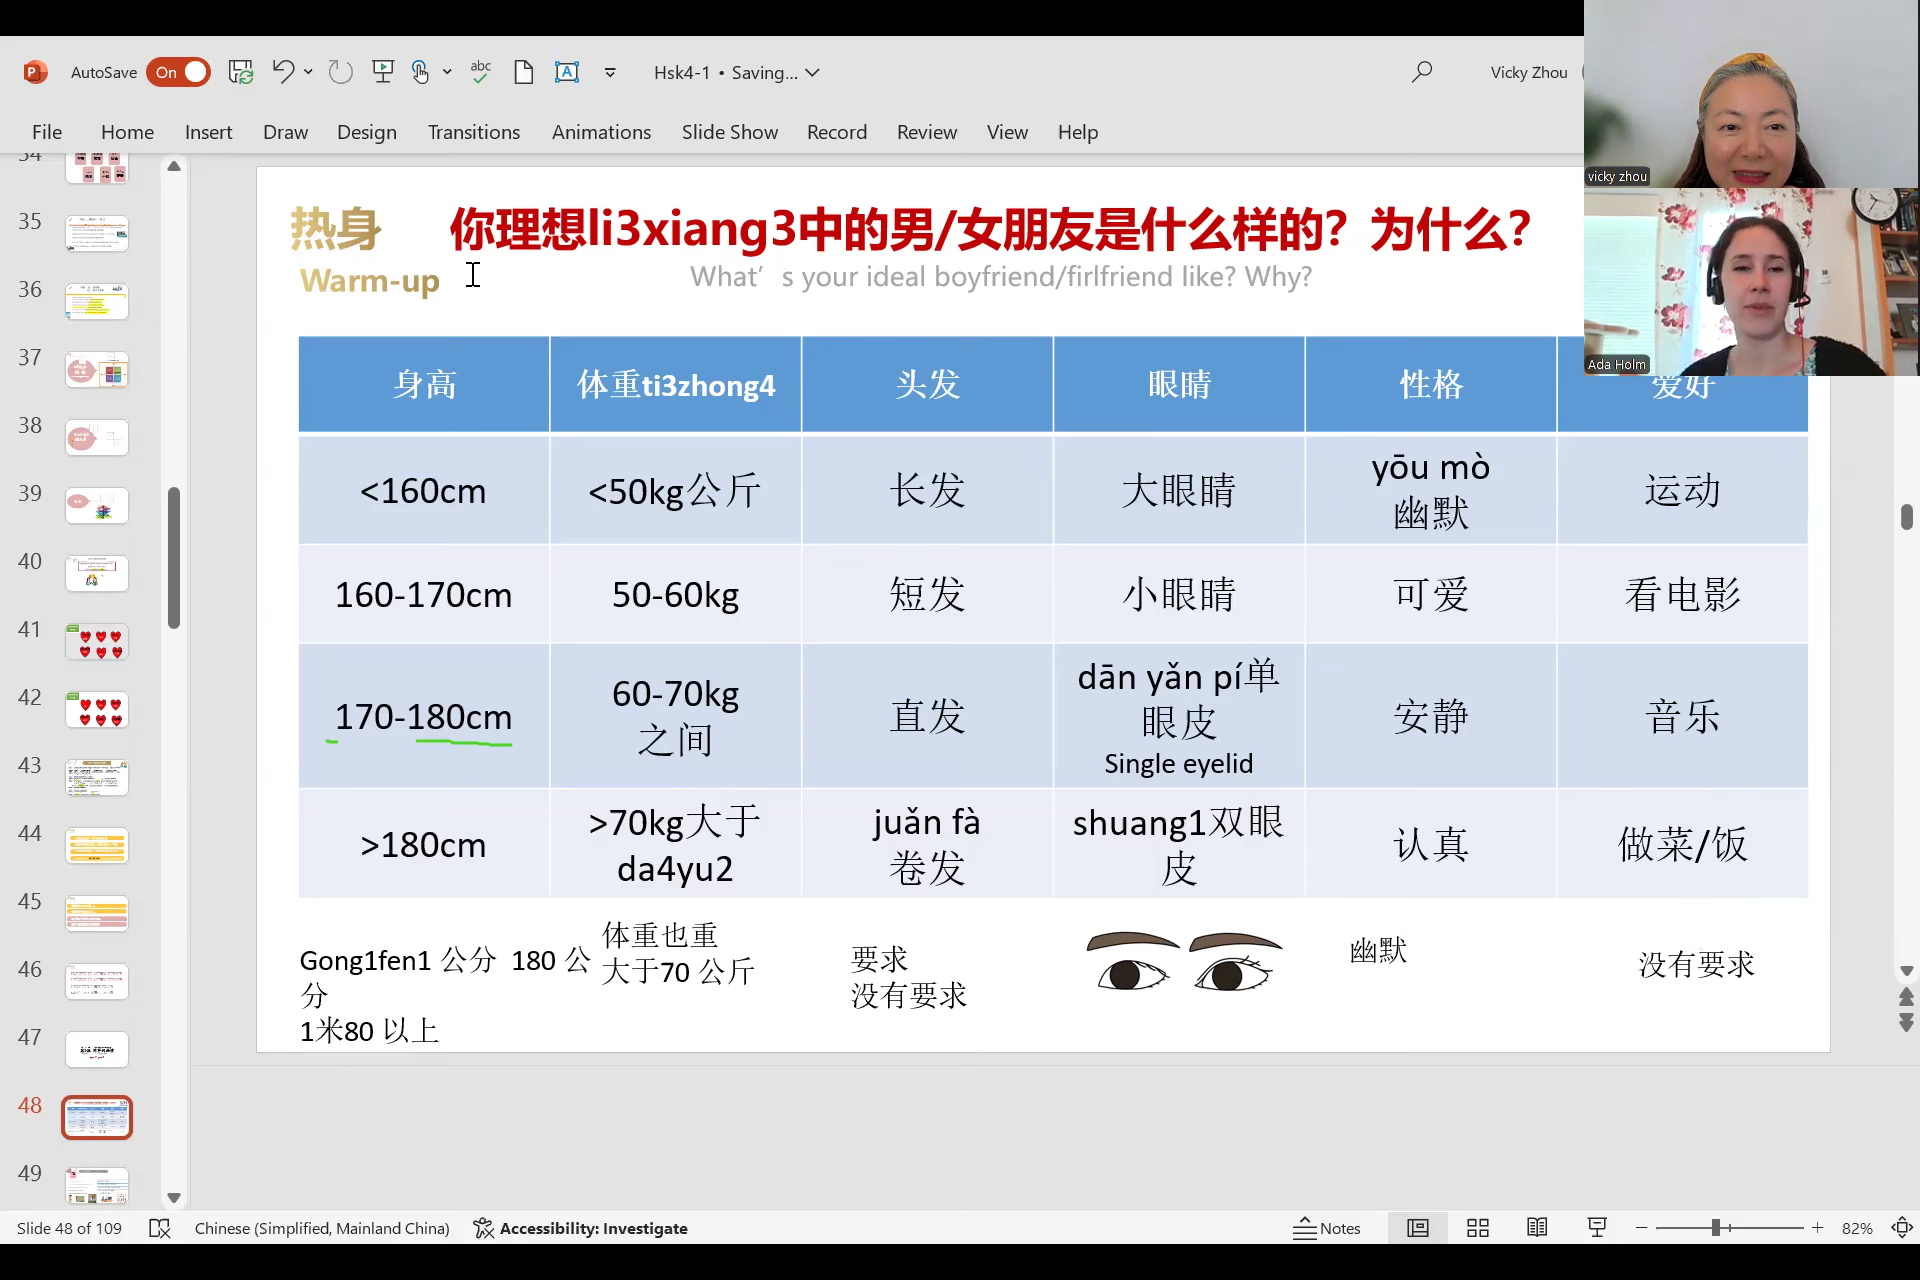 AutoSave On abc Hsk4-1 • Saving... Vicky Zhou
File Home Insert Draw Design Transitions Animations Slide Show Record Review View Help
vicky zhou
Ada Holm
34
35
36
37
38
39
40
41
42
43
44
45
46
47
48
49
热身 你理想li3xiang3中的男/女朋友是什么样的？为什么？
Warm-up What’s your ideal boyfriend/firlfriend like? Why?
身高 体重ti3zhong4 头发 眼睛 性格 爱好
<160cm <50kg公斤 长发 大眼睛 yōu mò
幽默 运动
160-170cm 50-60kg 短发 小眼睛 可爱 看电影
170-180cm 60-70kg
之间 直发 dān yǎn pí单
眼皮
Single eyelid 安静 音乐
>180cm >70kg大于
da4yu2 juǎn fà
卷发 shuang1双眼
皮 认真 做菜/饭
Gong1fen1 公分 180 公
分
1米80 以上
体重也重
大于70 公斤
要求
没有要求
幽默
没有要求
Slide 48 of 109 Chinese (Simplified, Mainland China) Accessibility: Investigate Notes 82%